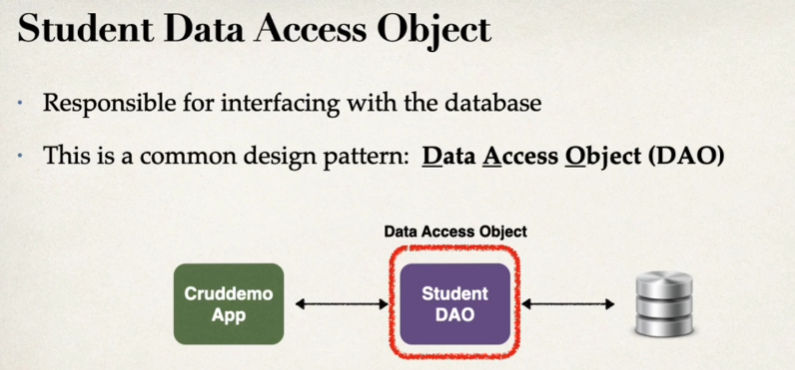 Student Data Access Object
· Responsible for interfacing with the database
· This is a common design pattern: Data Access Object (DAO)
Data Access Object
Cruddemo
App
Student
DAO